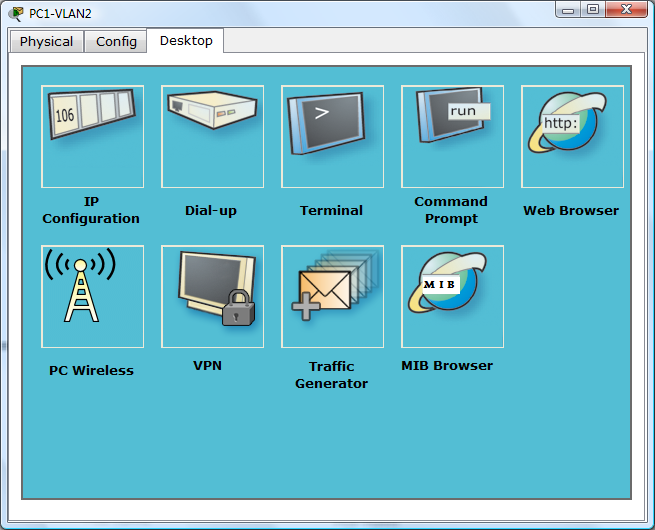 PC1-VLAN2
Physical Config Desktop
106
>
run
http:
IP
Configuration
Dial-up
Terminal
Command
Prompt
Web Browser
MIB
PC Wireless
VPN
Traffic
Generator
MIB Browser